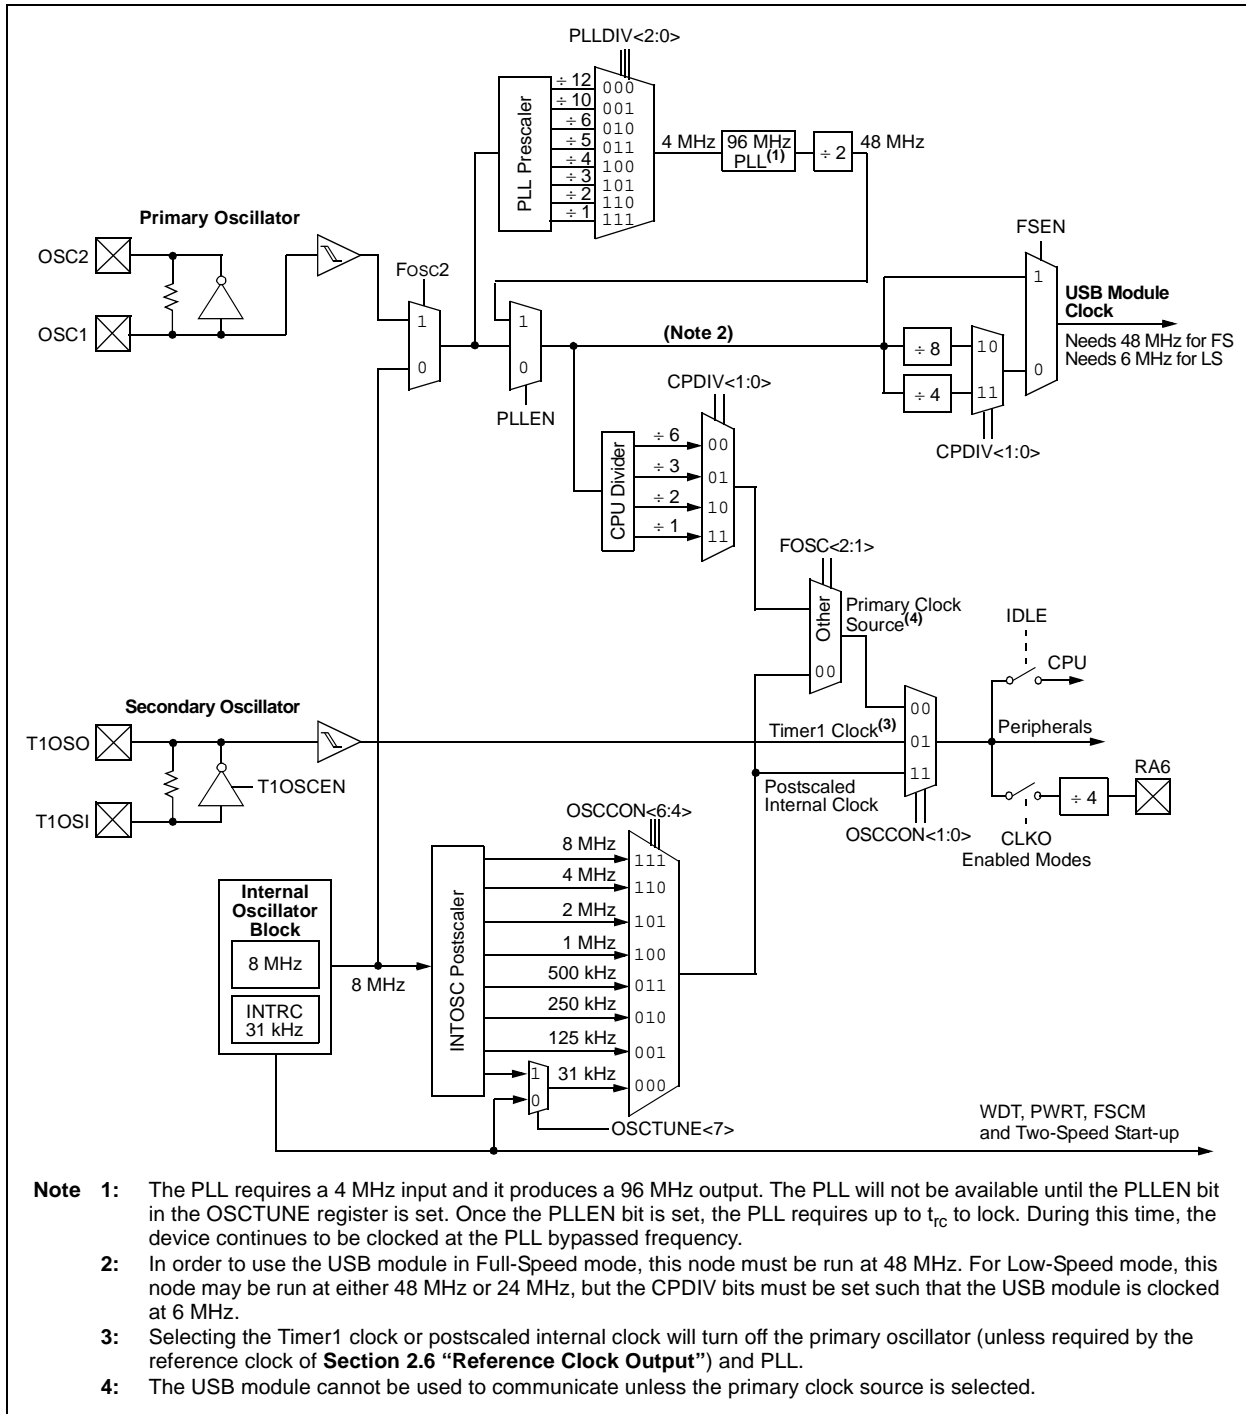 PLLDIV<2:0>
PLL Prescaler
÷ 12
÷ 10
÷ 6
÷ 5
÷ 4
÷ 3
÷ 2
÷ 1
000
001
010
011
100
101
110
111
4 MHz
96 MHz
PLL(1)
÷ 2
48 MHz
Primary Oscillator
OSC2
OSC1
FOSC2
1
0
1
0
PLLEN
(Note 2)
FSEN
1
0
÷ 8
÷ 4
10
11
CPDIV<1:0>
USB Module
Clock
Needs 48 MHz for FS
Needs 6 MHz for LS
CPDIV<1:0>
CPU Divider
÷ 6
÷ 3
÷ 2
÷ 1
00
01
10
11
FOSC<2:1>
Other
00
Primary Clock
Source(4)
IDLE
CPU
Secondary Oscillator
T1OSO
T1OSI
T1OSCEN
Timer1 Clock(3)
00
01
11
Peripherals
RA6
÷ 4
Postscaled
Internal Clock
OSCCON<1:0>
CLKO
Enabled Modes
OSCCON<6:4>
Internal
Oscillator
Block
8 MHz
INTRC
31 kHz
8 MHz
INTOSC Postscaler
8 MHz
4 MHz
2 MHz
1 MHz
500 kHz
250 kHz
125 kHz
31 kHz
111
110
101
100
011
010
001
000
1
0
OSCTUNE<7>
WDT, PWRT, FSCM
and Two-Speed Start-up
Note 1: The PLL requires a 4 MHz input and it produces a 96 MHz output. The PLL will not be available until the PLLEN bit
in the OSCTUNE register is set. Once the PLLEN bit is set, the PLL requires up to trc to lock. During this time, the
device continues to be clocked at the PLL bypassed frequency.
2: In order to use the USB module in Full-Speed mode, this node must be run at 48 MHz. For Low-Speed mode, this
node may be run at either 48 MHz or 24 MHz, but the CPDIV bits must be set such that the USB module is clocked
at 6 MHz.
3: Selecting the Timer1 clock or postscaled internal clock will turn off the primary oscillator (unless required by the
reference clock of Section 2.6 “Reference Clock Output”) and PLL.
4: The USB module cannot be used to communicate unless the primary clock source is selected.